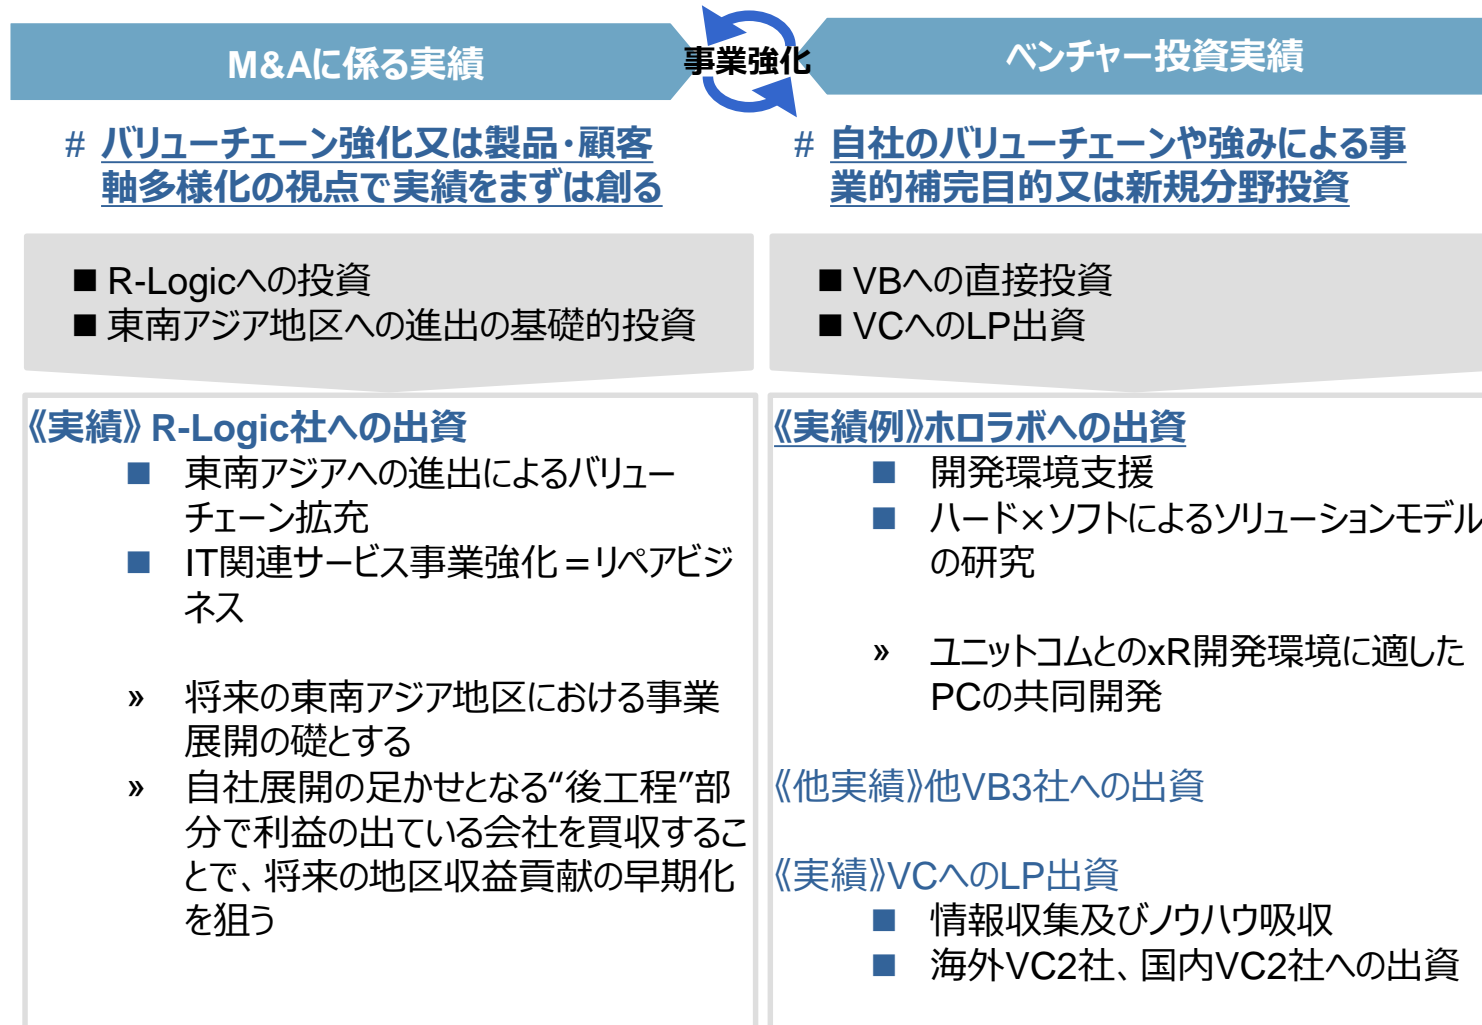 M&Aに係る実績
事業強化
ベンチャー投資実績
# バリューチェーン強化又は製品・顧客
軸多様化の視点で実績をまずは創る
■ R-Logicへの投資
■ 東南アジア地区への進出の基礎的投資
《実績》 R-Logic社への出資
■ 東南アジアへの進出によるバリュー
チェーン拡充
■ IT関連サービス事業強化＝リペアビジ
ネス
» 将来の東南アジア地区における事業
展開の礎とする
» 自社展開の足かせとなる“後工程”部
分で利益の出ている会社を買収するこ
とで、将来の地区収益貢献の早期化
を狙う
# 自社のバリューチェーンや強みによる事
業的補完目的又は新規分野投資
■ VBへの直接投資
■ VCへのLP出資
《実績例》ホロラボへの出資
■ 開発環境支援
■ ハード×ソフトによるソリューションモデル
の研究
» ユニットコムとのxR開発環境に適した
PCの共同開発
《他実績》他VB3社への出資
《実績》VCへのLP出資
■ 情報収集及びノウハウ吸収
■ 海外VC2社、国内VC2社への出資